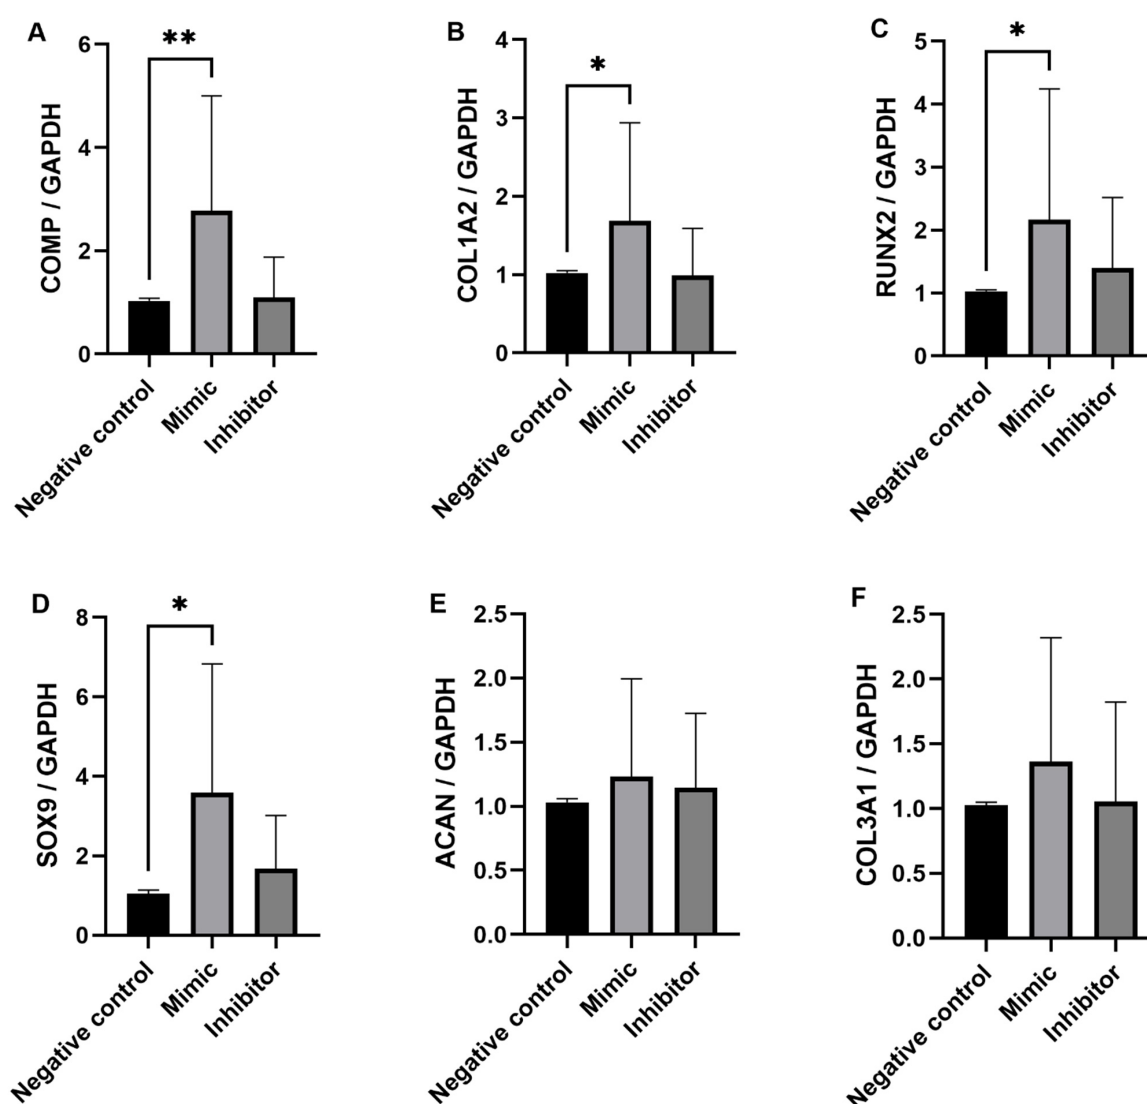 A
COMP / GAPDH
6
4
2
0
**
Negative control
Mimic
Inhibitor
B
COL1A2 / GAPDH
4
3
2
1
0
*
Negative control
Mimic
Inhibitor
C
RUNX2 / GAPDH
5
4
3
2
1
0
*
Negative control
Mimic
Inhibitor
D
SOX9 / GAPDH
8
6
4
2
0
*
Negative control
Mimic
Inhibitor
E
ACAN / GAPDH
2.5
2.0
1.5
1.0
0.5
0.0
Negative control
Mimic
Inhibitor
F
COL3A1 / GAPDH
2.5
2.0
1.5
1.0
0.5
0.0
Negative control
Mimic
Inhibitor